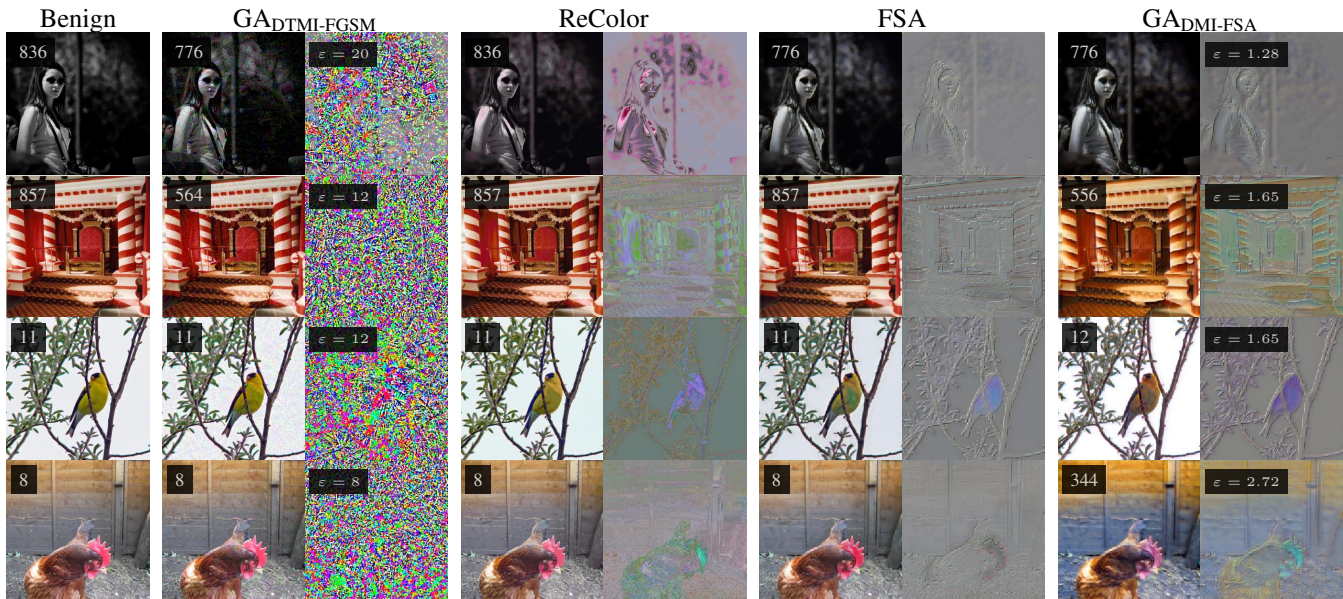 Benign GA_DTMI-FGSM ReColor FSA GA_DMI-FSA
836 776 ε = 20 836 776 776 ε = 1.28
857 564 ε = 12 857 857 556 ε = 1.65
11 11 ε = 12 11 11 12 ε = 1.65
8 8 ε = 8 8 8 344 ε = 2.72